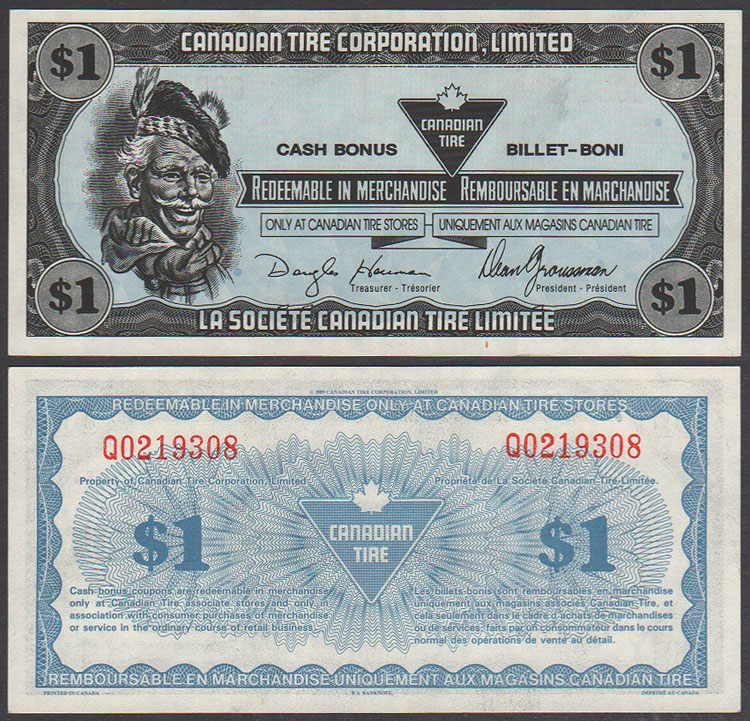 CANADIAN TIRE CORPORATION, LIMITED
$1 $1
CANADIAN
TIRE
CASH BONUS BILLET-BONI
REDEEMABLE IN MERCHANDISE REMBOURSABLE EN MARCHANDISE
ONLY AT CANADIAN TIRE STORES UNIQUEMENT AUX MAGASINS CANADIAN TIRE
Treasurer - Trésorier President - Président
$1 $1
LA SOCIÉTÉ CANADIAN TIRE LIMITÉE
© 1989 CANADIAN TIRE CORPORATION, LIMITED
REDEEMABLE IN MERCHANDISE ONLY AT CANADIAN TIRE STORES
Q0219308 Q0219308
Property of Canadian Tire Corporation, Limited Propriété de La Société Canadian Tire Limitée.
$1 CANADIAN $1
TIRE
Cash bonus coupons are redeemable in merchandise
only at Canadian Tire associate stores and only in
association with consumer purchases of merchandise
or service in the ordinary course of retail business.
Les billets-bonis sont remboursables en marchandise
uniquement aux magasins associés Canadian Tire, et
cela seulement dans le cadre d'achats de marchandises
ou de services, faits par un consommateur dans le cours
normal des opérations de vente au détail.
REMBOURSABLE EN MARCHANDISE UNIQUEMENT AUX MAGASINS CANADIAN TIRE
PRINTED IN CANADA B A BANKNOTE IMPRIMÉ AU CANADA